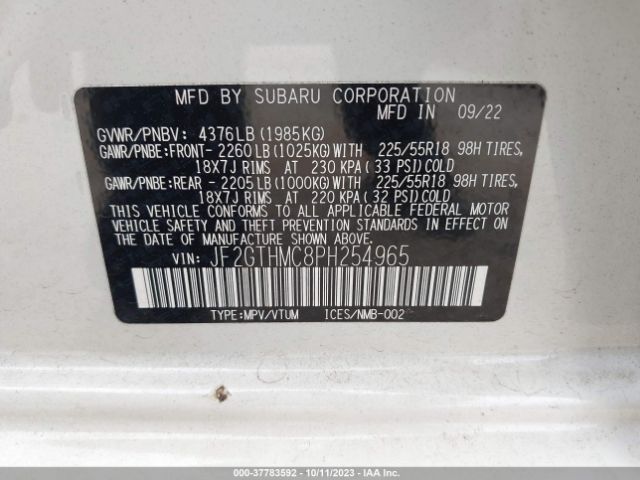 MFD BY SUBARU CORPORATION
MFD IN 09/22
GVWR/PNBV: 4376LB (1985KG)
GAWR/PNBE: FRONT- 2260LB (1025KG) WITH 225/55R18 98H TIRES,
18X7J RIMS AT 230 KPA (33 PSI) COLD
GAWR/PNBE: REAR - 2205LB (1000KG) WITH 225/55R18 98H TIRES,
18X7J RIMS AT 220 KPA (32 PSI) COLD
THIS VEHICLE CONFORMS TO ALL APPLICABLE FEDERAL MOTOR
VEHICLE SAFETY AND THEFT PREVENTION STANDARDS IN EFFECT
ON THE DATE OF MANUFACTURE SHOWN ABOVE.
VIN: JF2GTHMC8PH254965
TYPE:MPV/VTUM ICES/NMB-002
000-37783592 - 10/11/2023 - IAAI.com